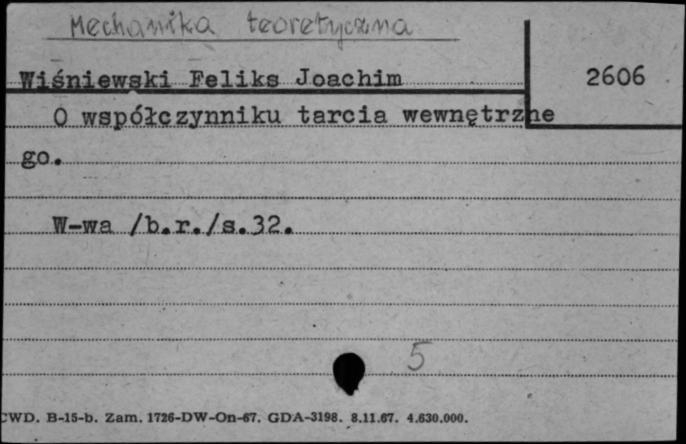 Mechanika teoretyczna
Wiśniewski Feliks Joachim
2606
O współczynniku tarcia wewnętrzne
go.
W-wa /b.r./s.32.
5
CWD. B-15-b. Zam. 1726-DW-On-67. GDA-3198. 8.11.67. 4.630.000.